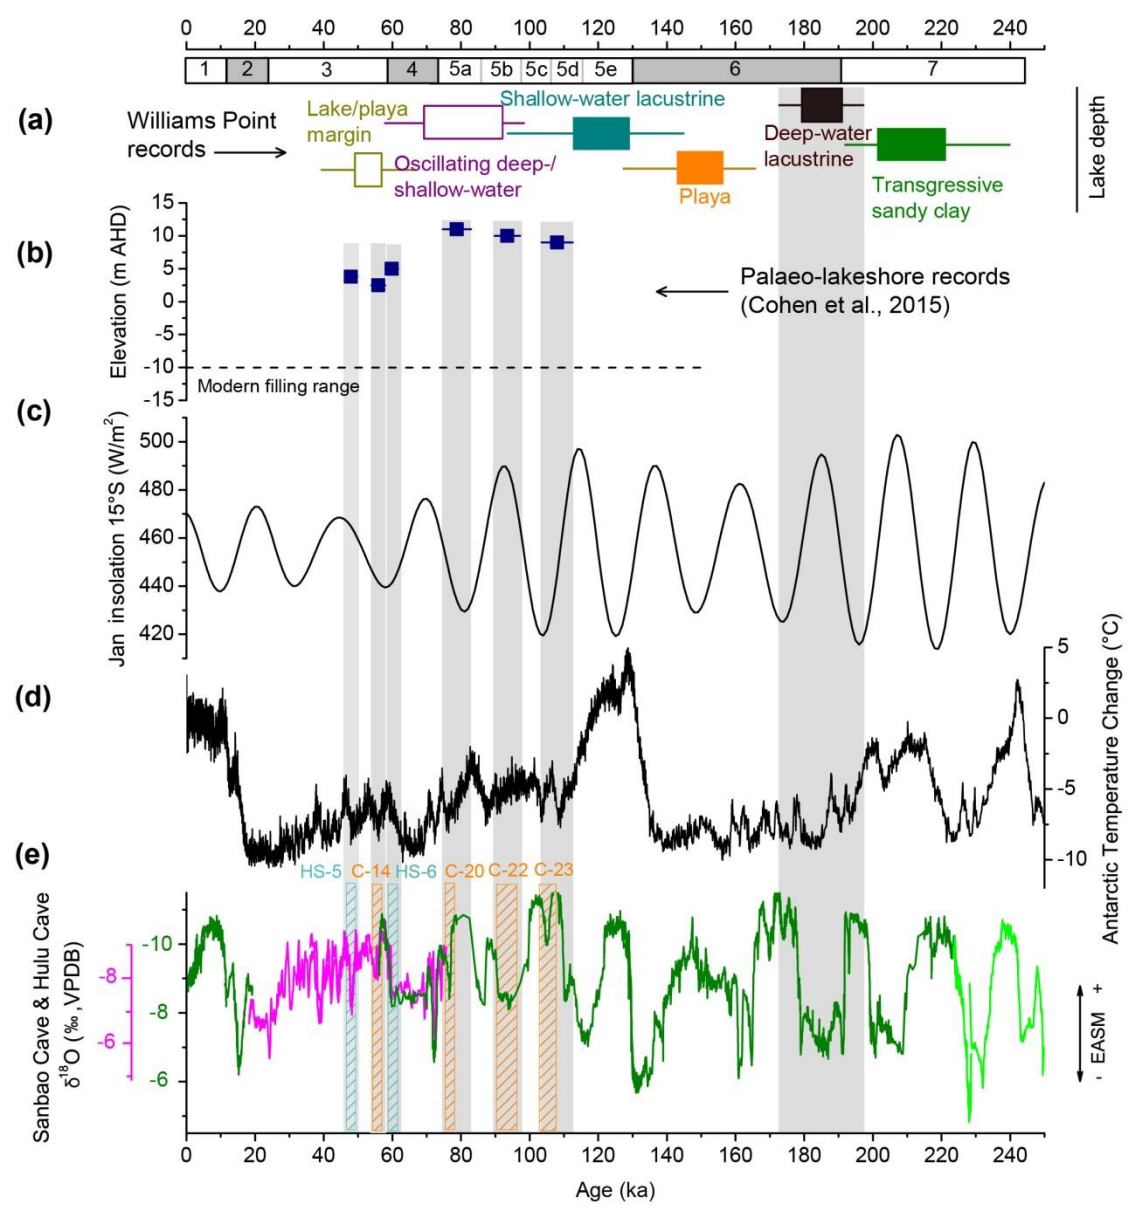 0 20 40 60 80 100 120 140 160 180 200 220 240
1 2 3 4 5a 5b 5c 5d 5e 6 7
(a)
Williams Point
records
Lake/playa
margin
Oscillating deep-/
shallow-water
Shallow-water lacustrine
Playa
Deep-water
lacustrine
Transgressive
sandy clay
Lake depth
(b)
Elevation (m AHD)
15
10
5
0
-5
-10
-15
Palaeo-lakeshore records
(Cohen et al., 2015)
Modern filling range
(c)
Jan insolation 15°S (W/m²)
500
480
460
440
420
(d)
Antarctic Temperature Change (°C)
5
0
-5
-10
(e)
HS-5 C-14 HS-6 C-20 C-22 C-23
Sanbao Cave & Hulu Cave
δ¹⁸O (‰,VPDB)
-8
-6
-10
-8
-6
- EASM +
0 20 40 60 80 100 120 140 160 180 200 220 240
Age (ka)